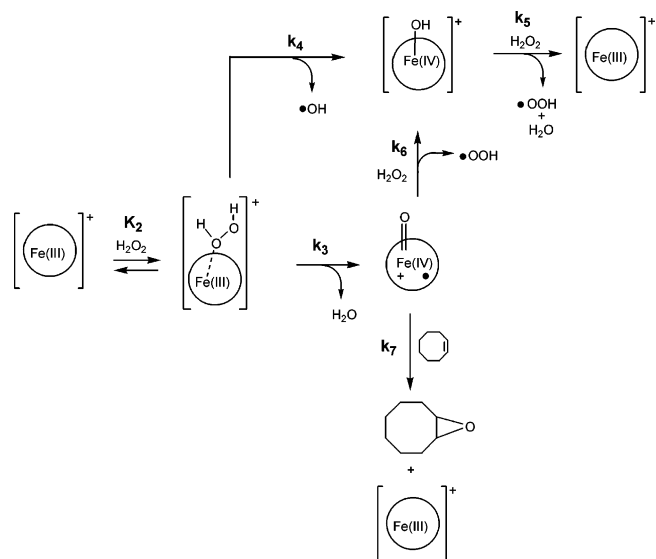 OH
+
Fe(IV)
k4
•OH
k5
H2O2
+
Fe(III)
•OOH
+
H2O
k6
H2O2
•OOH
+
Fe(III)
K2
H2O2
+
H
H
O
O
Fe(III)
k3
H2O
O
Fe(IV)
+ •
k7
O
+
+
Fe(III)